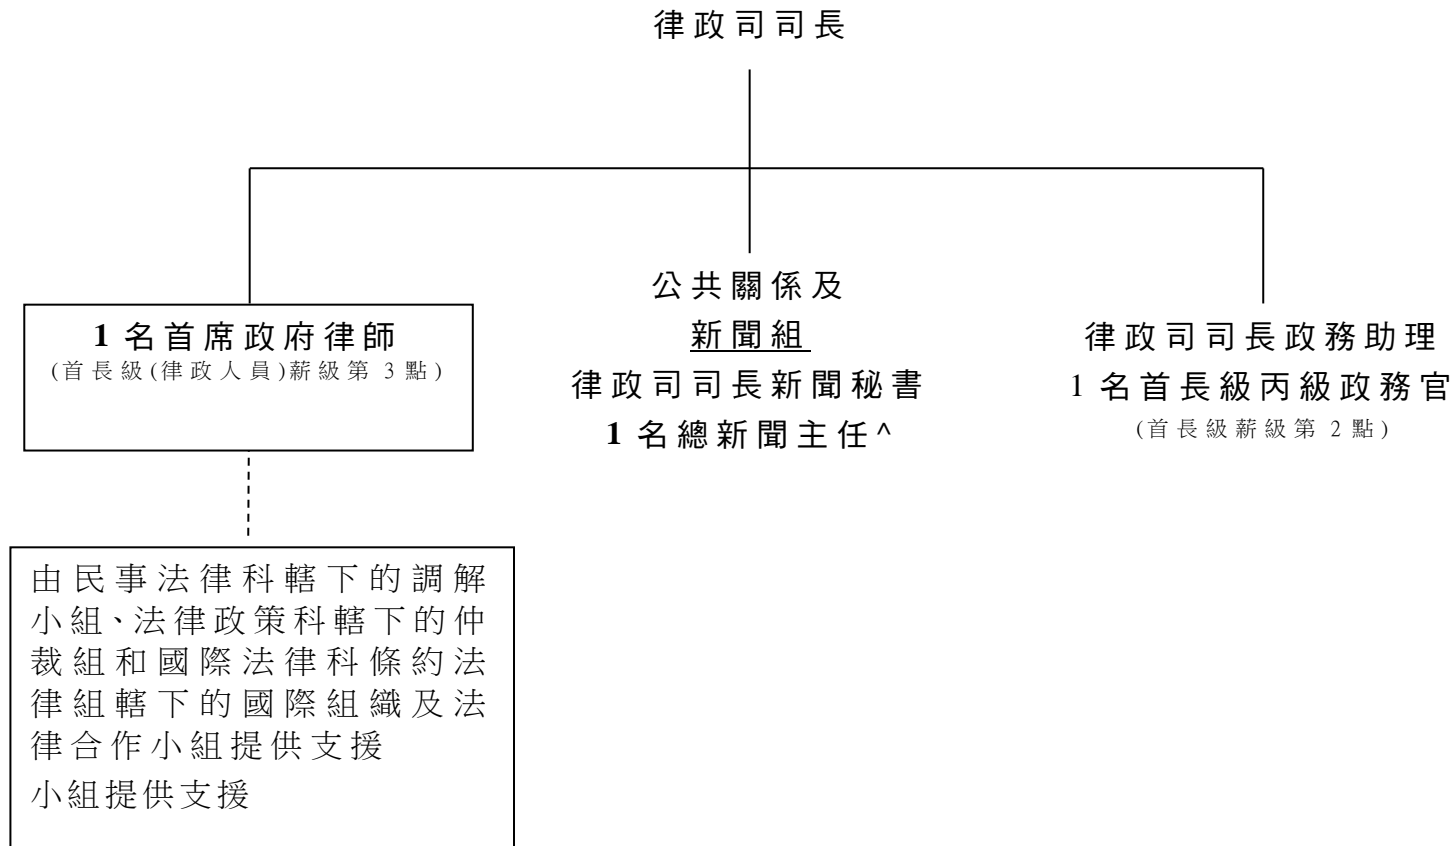 律政司司長
1 名首席政府律師
(首長級(律政人員)薪級第 3 點)
公共關係及
新聞組
律政司司長新聞秘書
1 名總新聞主任^
律政司司長政務助理
1 名首長級丙級政務官
(首長級薪級第 2 點)
由民事法律科轄下的調解
小組、法律政策科轄下的仲
裁組和國際法律科條約法
律組轄下的國際組織及法
律合作小組提供支援
小組提供支援